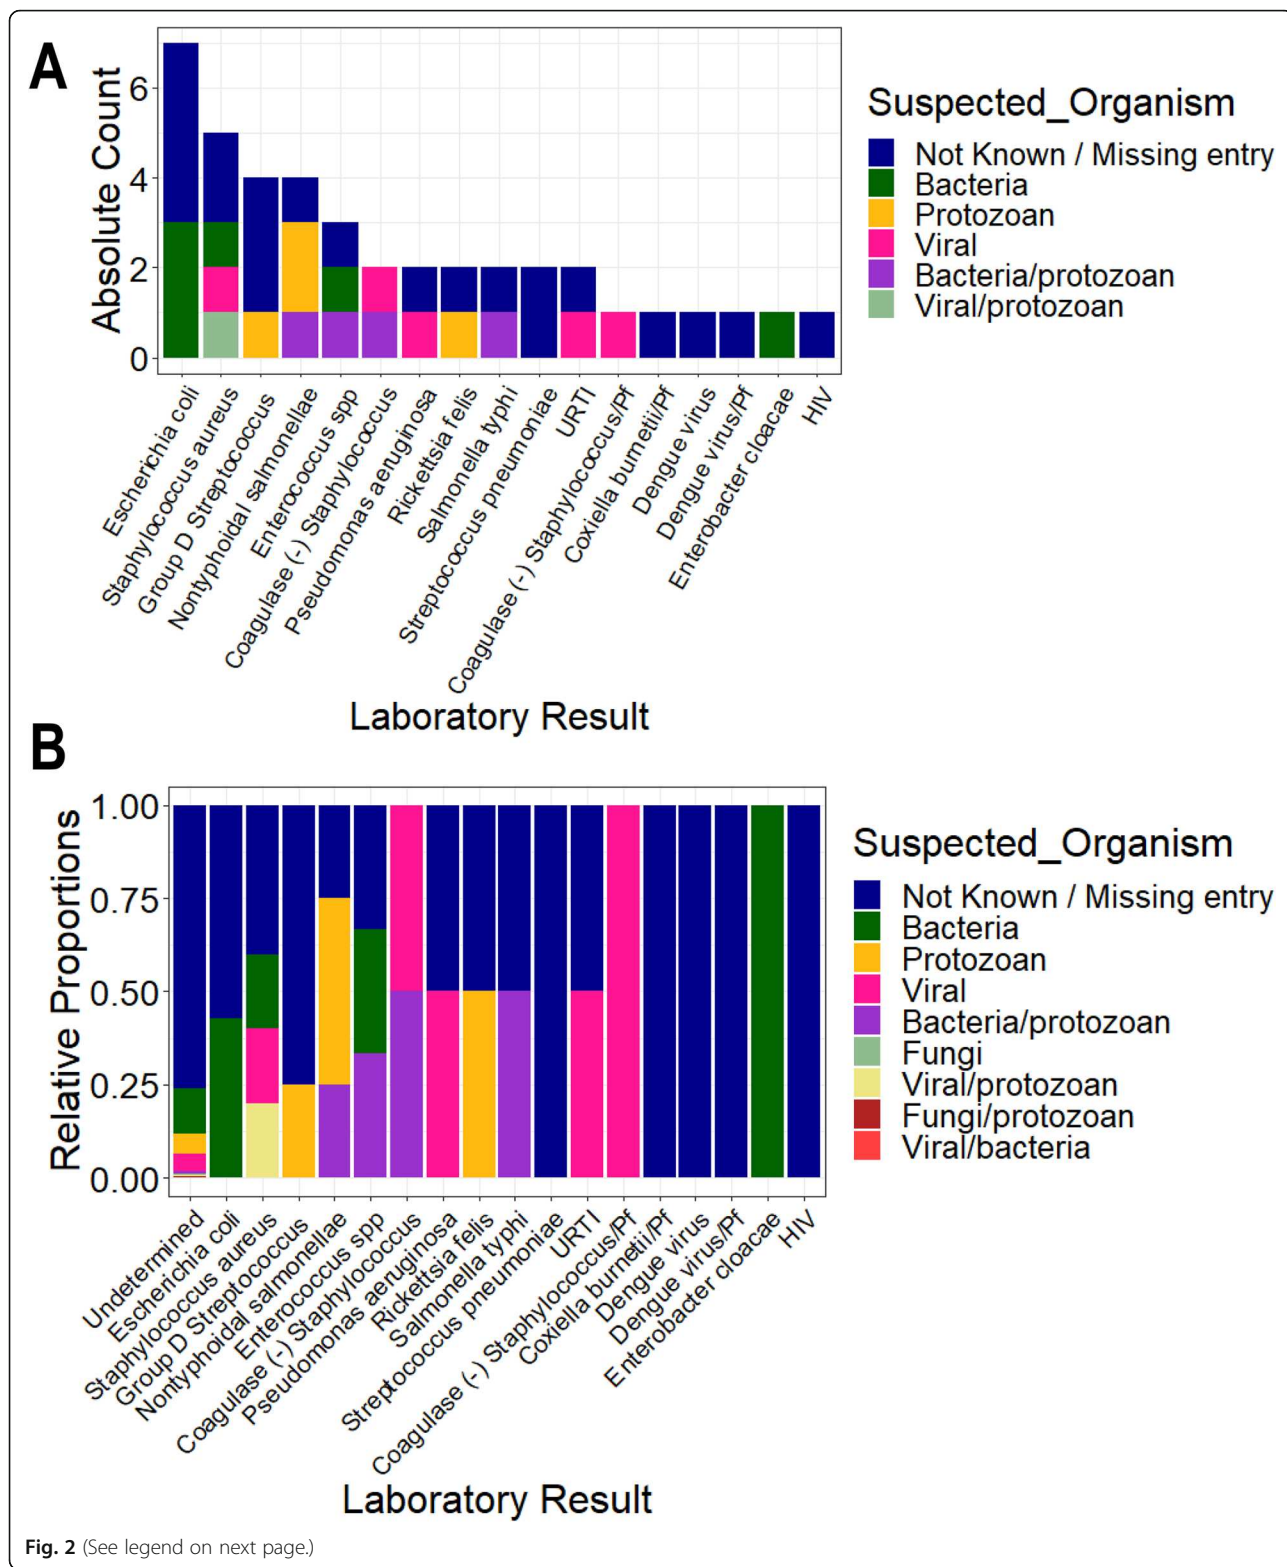 A
Absolute Count
6
4
2
0
Escherichia coli
Staphylococcus aureus
Group D Streptococcus
Nontyphoidal salmonellae
Enterococcus spp
Coagulase (-) Staphylococcus
Pseudomonas aeruginosa
Rickettsia felis
Salmonella typhi
Streptococcus pneumoniae
URTI
Coagulase (-) Staphylococcus/Pf
Coxiella burnetii/Pf
Dengue virus
Dengue virus/Pf
Enterobacter cloacae
HIV
Laboratory Result
Suspected_Organism
Not Known / Missing entry
Bacteria
Protozoan
Viral
Bacteria/protozoan
Viral/protozoan
B
Relative Proportions
1.00
0.75
0.50
0.25
0.00
Undetermined
Escherichia coli
Staphylococcus aureus
Group D Streptococcus
Nontyphoidal salmonellae
Enterococcus spp
Coagulase (-) Staphylococcus
Pseudomonas aeruginosa
Rickettsia felis
Salmonella typhi
Streptococcus pneumoniae
URTI
Coagulase (-) Staphylococcus/Pf
Coxiella burnetii/Pf
Dengue virus
Dengue virus/Pf
Enterobacter cloacae
HIV
Laboratory Result
Suspected_Organism
Not Known / Missing entry
Bacteria
Protozoan
Viral
Bacteria/protozoan
Fungi
Viral/protozoan
Fungi/protozoan
Viral/bacteria
Fig. 2 (See legend on next page.)